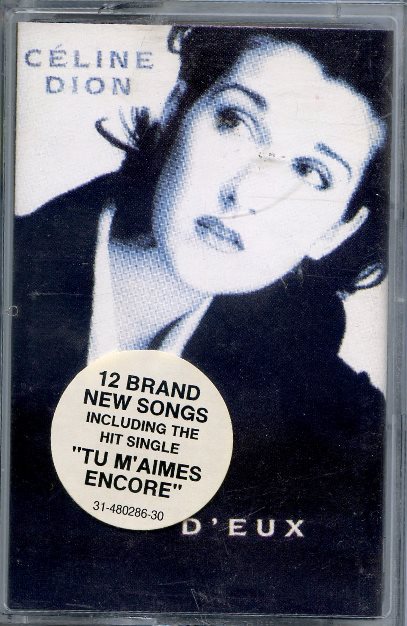 CÉLINE
DION
12 BRAND
NEW SONGS
INCLUDING THE
HIT SINGLE
"TU M'AIMES
ENCORE"
31-480286-30
D'EUX